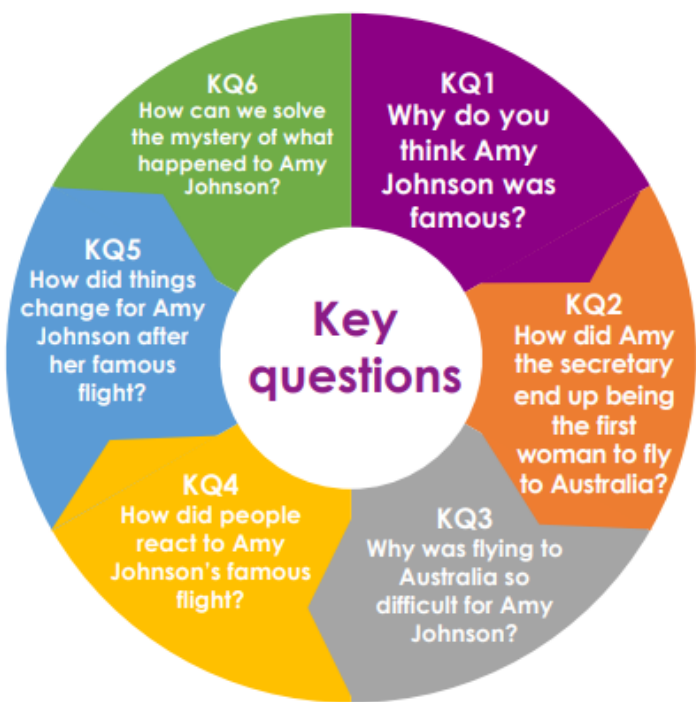 KQ1
Why do you
think Amy
Johnson was
famous?
KQ2
How did Amy
the secretary
end up being
the first
woman to fly
to Australia?
KQ3
Why was flying to
Australia so
difficult for Amy
Johnson?
KQ4
How did people
react to Amy
Johnson's famous
flight?
KQ5
How did things
change for Amy
Johnson after
her famous
flight?
KQ6
How can we solve
the mystery of what
happened to Amy
Johnson?
Key
questions